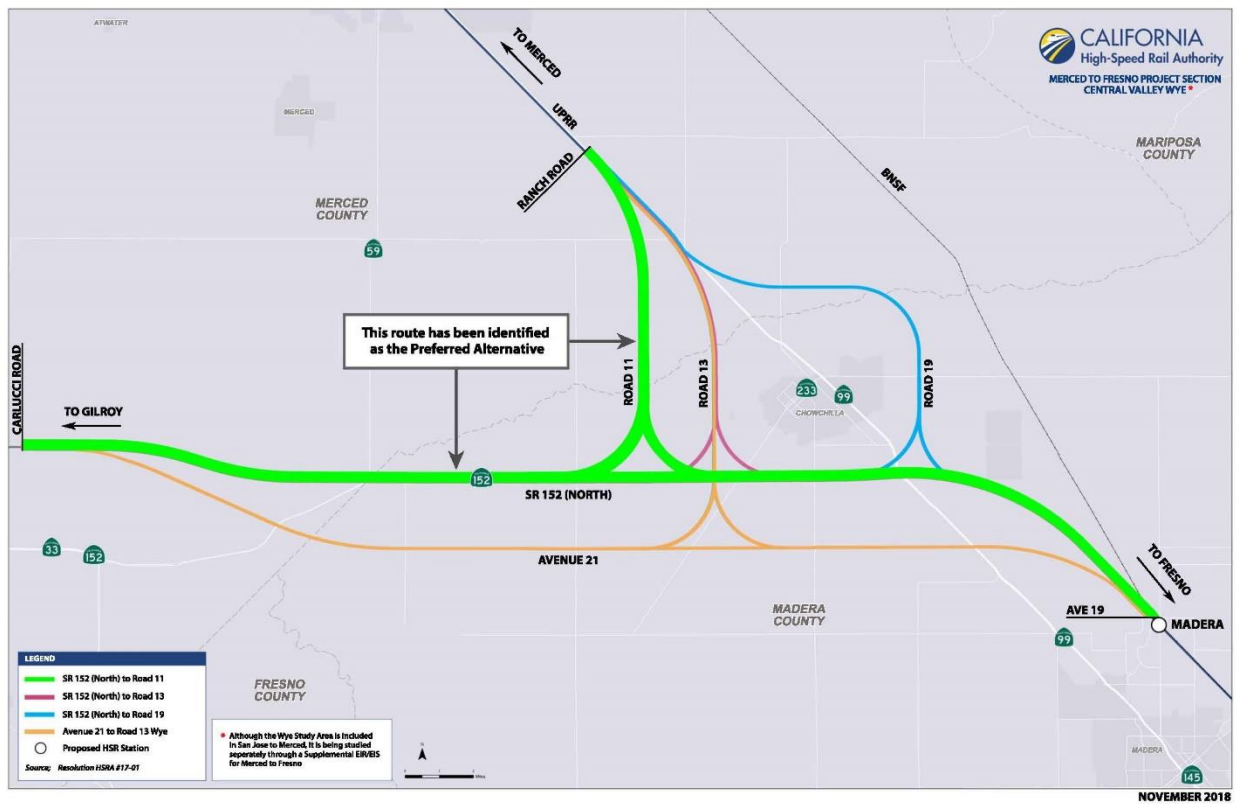 ATWATER
TO MERCED
CALIFORNIA
High-Speed Rail Authority
MERCED TO FRESNO PROJECT SECTION
CENTRAL VALLEY WYE *
MERCED
UPRR
RANCH ROAD
BNSF
MARIPOSA
COUNTY
MERCED
COUNTY
59
This route has been identified
as the Preferred Alternative
CARLUCCI ROAD
TO GILROY
ROAD 11
ROAD 13
233
99
CHOWCHILLA
ROAD 19
152
SR 152 (NORTH)
33
152
AVENUE 21
TO FRESNO
MADERA
COUNTY
AVE 19
MADERA
99
FRESNO
COUNTY
LEGEND
SR 152 (North) to Road 11
SR 152 (North) to Road 13
SR 152 (North) to Road 19
Avenue 21 to Road 13 Wye
Proposed HSR Station
Source; Resolution HSRA #17-01
* Although the Wye Study Area is included
in San Jose to Merced, it is being studied
seperately through a Supplemental EIR/EIS
for Merced to Fresno
N
Miles
MADERA
145
NOVEMBER 2018